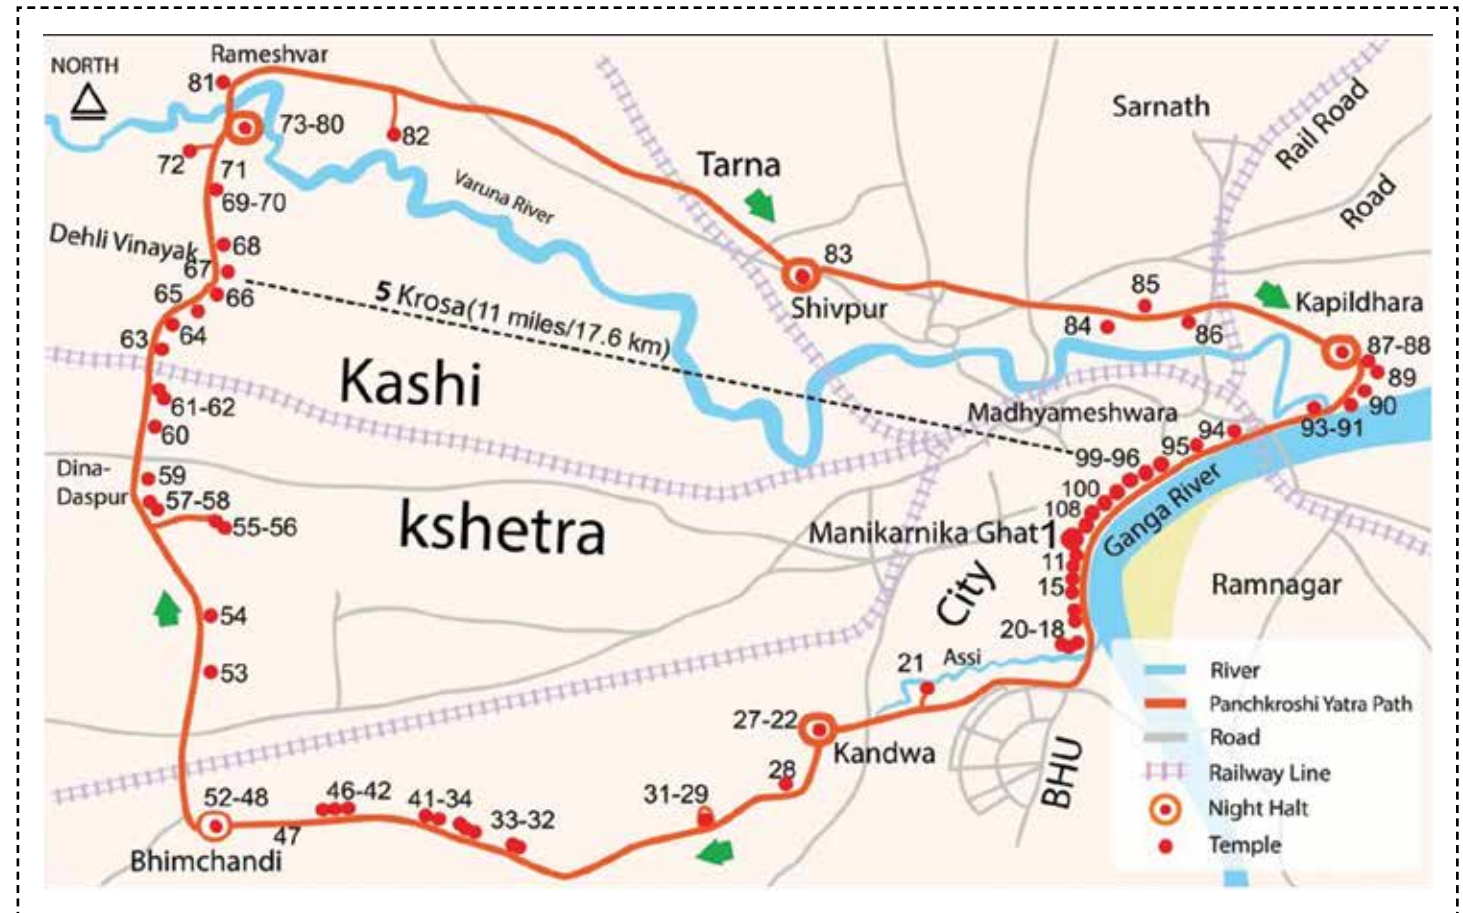 Rameshvar
NORTH
81
73-80
82
72
71
69-70
Sarnath
Rail Road
Tarna
Road
Varuna River
Dehli Vinayak
68
67
66
65
64
63
83
Shivpur
5 Krosa(11 miles/17.6 km)
85
84
86
Kapildhara
87-88
89
90
93-91
Kashi
61-62
60
Madhyameshwara
94
95
99-96
100
108
Dina-
Daspur
59
57-58
55-56
kshetra
Manikarnika Ghat 1
11
15
20-18
Ganga River
City
Ramnagar
54
53
21
Assi
27-22
Kandwa
28
31-29
BHU
52-48
46-42
41-34
33-32
47
Bhimchandi
River
Panchkroshi Yatra Path
Road
Railway Line
Night Halt
Temple